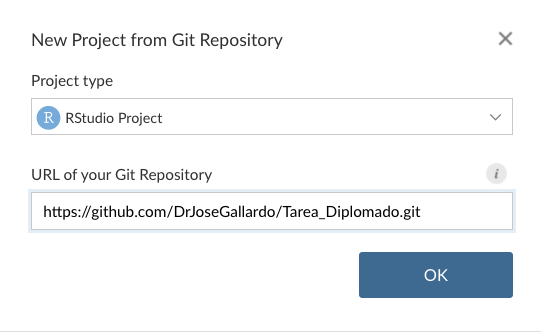 New Project from Git Repository
Project type
R RStudio Project
URL of your Git Repository
i
https://github.com/DrJoseGallardo/Tarea_Diplomado.git
OK